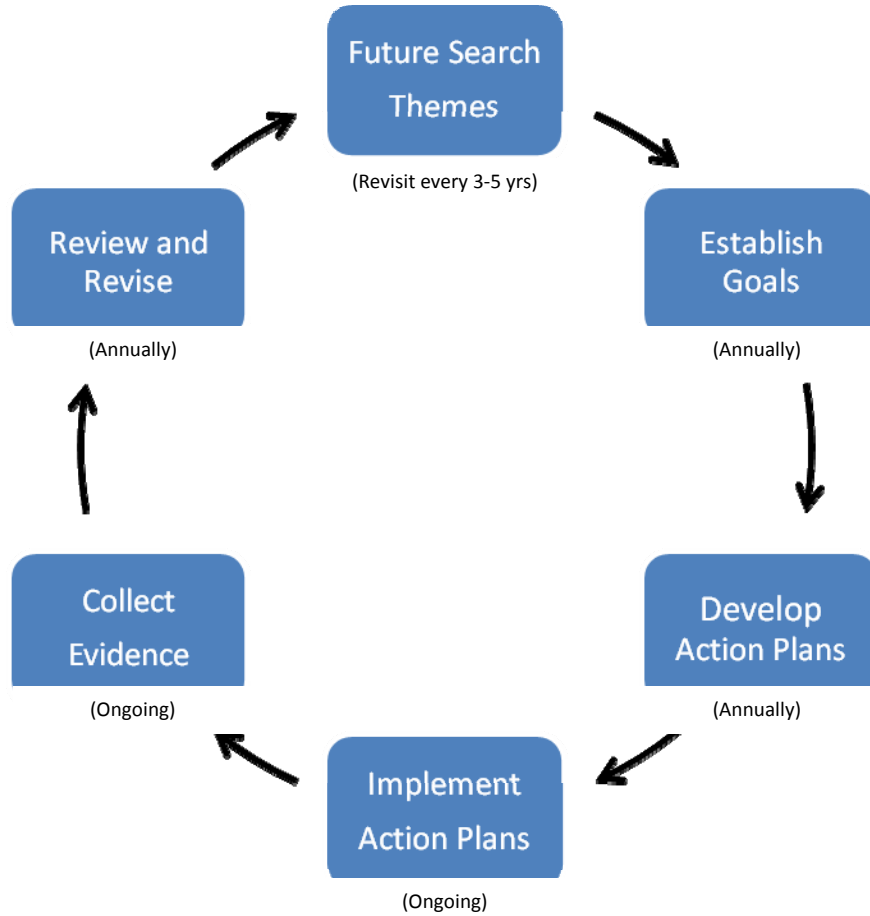 Future Search
Themes
(Revisit every 3-5 yrs)
Establish
Goals
(Annually)
Develop
Action Plans
(Annually)
Implement
Action Plans
(Ongoing)
Collect
Evidence
(Ongoing)
Review and
Revise
(Annually)